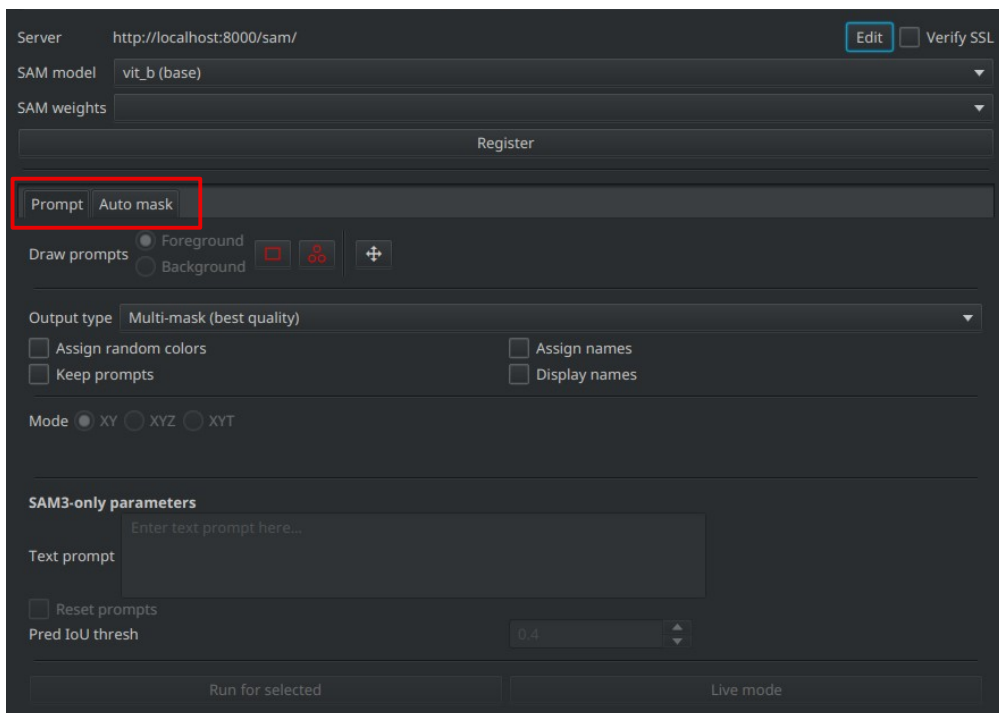 Server http://localhost:8000/sam/ Edit Verify SSL
SAM model vit_b (base)
SAM weights
Register
Prompt Auto mask
Draw prompts Foreground
Background
Output type Multi-mask (best quality)
Assign random colors Assign names
Keep prompts Display names
Mode XY XYZ XYT
SAM3-only parameters
Enter text prompt here...
Text prompt
Reset prompts
Pred IoU thresh 0.4
Run for selected Live mode